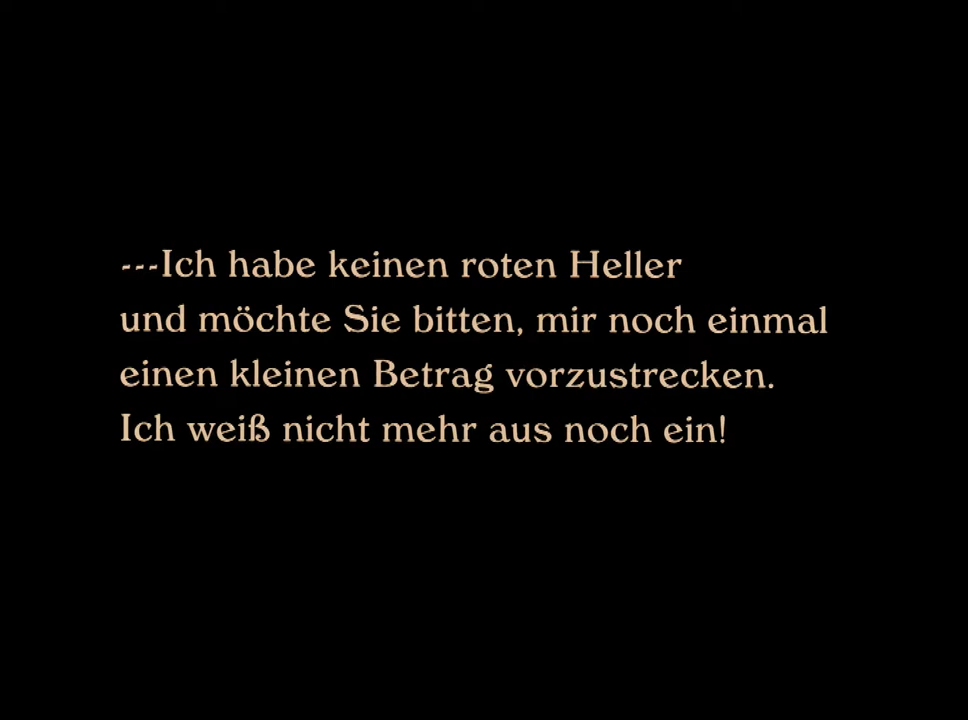 ---Ich habe keinen roten Heller
und möchte Sie bitten, mir noch einmal
einen kleinen Betrag vorzustrecken.
Ich weiß nicht mehr aus noch ein!